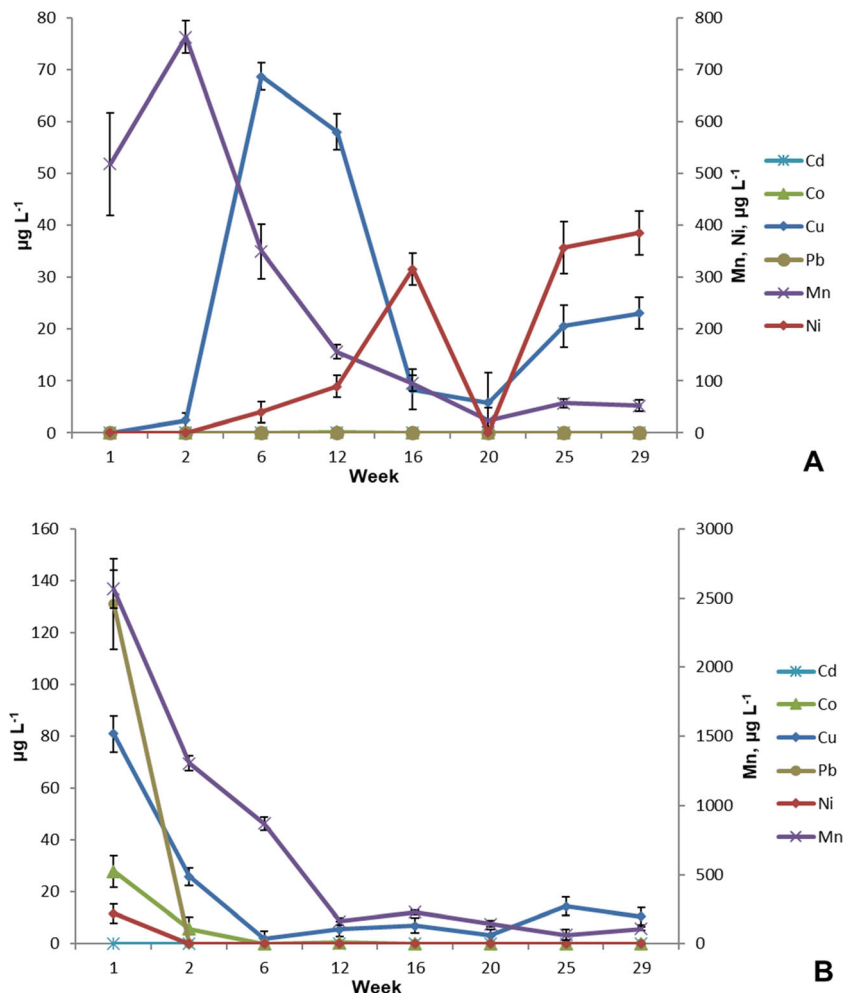 80
70
60
50
40
30
20
10
0
µg L-1
800
700
600
500
400
300
200
100
0
Mn, Ni, µg L-1
1 2 6 12 16 20 25 29
Week
Cd
Co
Cu
Pb
Mn
Ni
A
160
140
120
100
80
60
40
20
0
µg L-1
3000
2500
2000
1500
1000
500
0
Mn, µg L-1
1 2 6 12 16 20 25 29
Week
Cd
Co
Cu
Pb
Ni
Mn
B